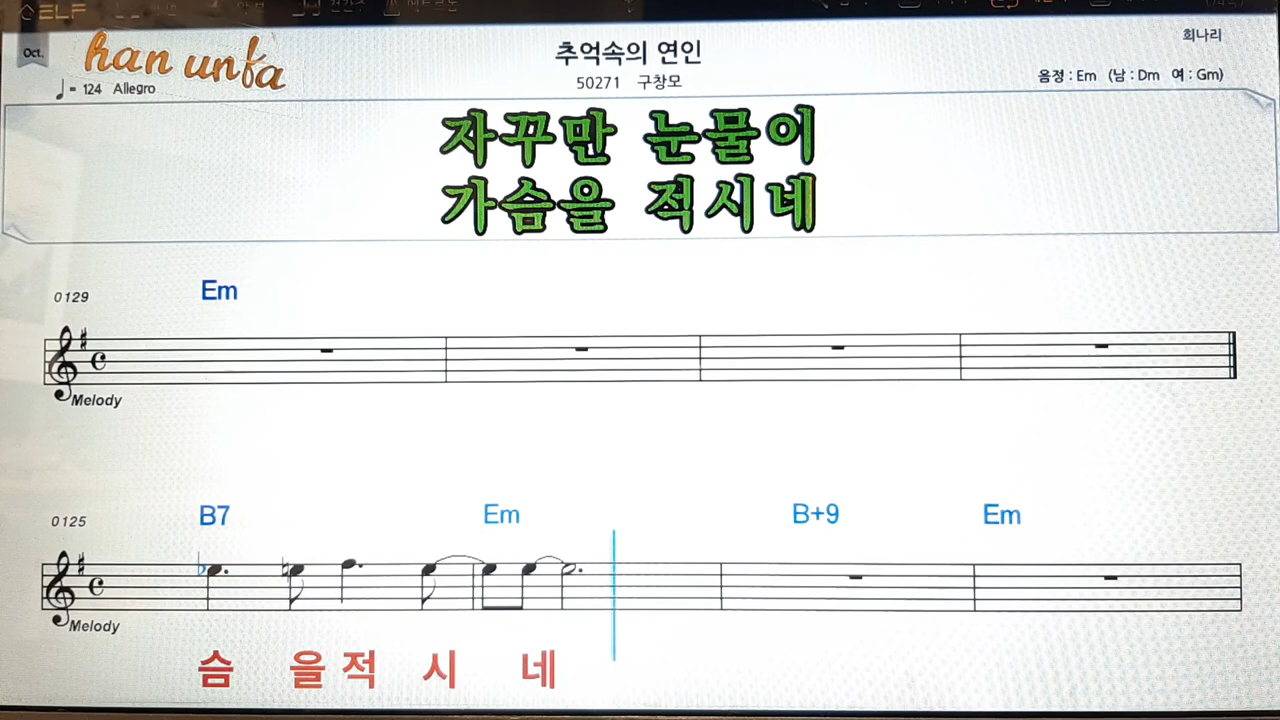 ELF
Oct.
han unfa
추억속의 연인
희나리
= 124 Allegro
50271 구창모
음정 : Em (남 : Dm 여 : Gm)
자꾸만 눈물이
가슴을 적시네
0129
Em
Melody
0125
B7 Em B+9 Em
Melody
슴 을 적 시 네